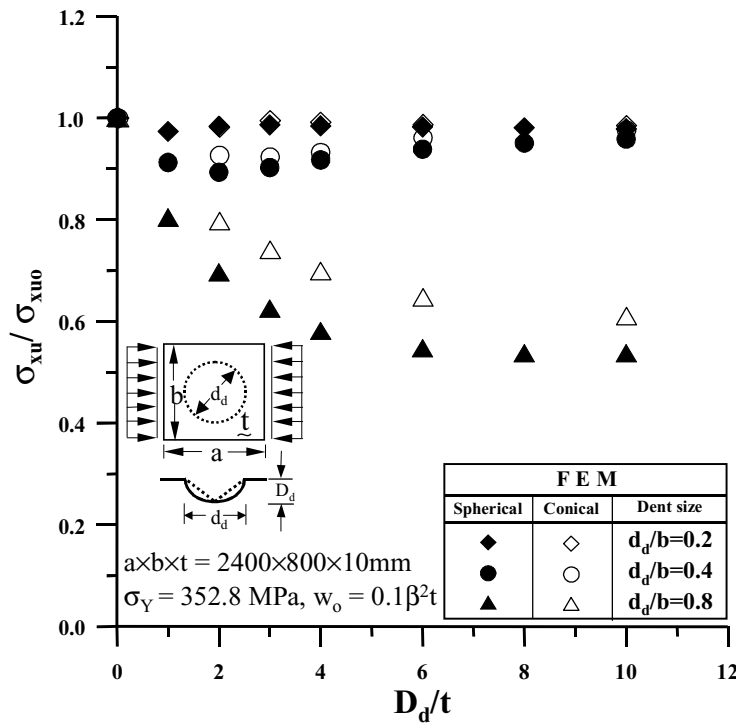 1.2
1.0
0.8
0.6
0.4
0.2
0.0
σxu/ σxuo
b
dd
t
a
Dd
dd
a×b×t = 2400×800×10mm
σY = 352.8 MPa, wo = 0.1β²t
F E M
Spherical Conical Dent size
dd/b=0.2
dd/b=0.4
dd/b=0.8
0 2 4 6 8 10 12
Dd/t